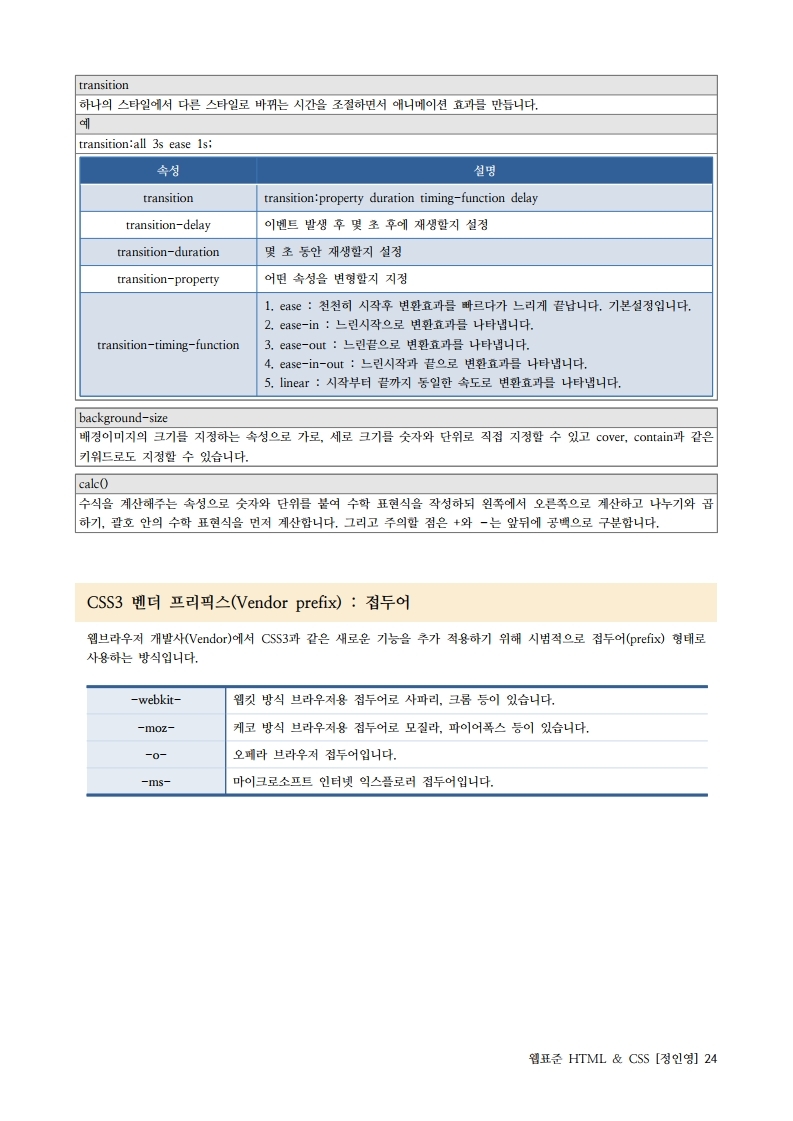 transition
하나의 스타일에서 다른 스타일로 바뀌는 시간을 조절하면서 애니메이션 효과를 만듭니다.
예
transition:all 3s ease 1s;
속성 설명
transition transition:property duration timing-function delay
transition-delay 이벤트 발생 후 몇 초 후에 재생할지 설정
transition-duration 몇 초 동안 재생할지 설정
transition-property 어떤 속성을 변형할지 지정
transition-timing-function
1. ease : 천천히 시작후 변환효과를 빠르다가 느리게 끝납니다. 기본설정입니다.
2. ease-in : 느린시작으로 변환효과를 나타냅니다.
3. ease-out : 느린끝으로 변환효과를 나타냅니다.
4. ease-in-out : 느린시작과 끝으로 변환효과를 나타냅니다.
5. linear : 시작부터 끝까지 동일한 속도로 변환효과를 나타냅니다.
background-size
배경이미지의 크기를 지정하는 속성으로 가로, 세로 크기를 숫자와 단위로 직접 지정할 수 있고 cover, contain과 같은
키워드로도 지정할 수 있습니다.
calc()
수식을 계산해주는 속성으로 숫자와 단위를 붙여 수학 표현식을 작성하되 왼쪽에서 오른쪽으로 계산하고 나누기와 곱
하기, 괄호 안의 수학 표현식을 먼저 계산합니다. 그리고 주의할 점은 +와 -는 앞뒤에 공백으로 구분합니다.
CSS3 벤더 프리픽스(Vendor prefix) : 접두어
웹브라우저 개발사(Vendor)에서 CSS3과 같은 새로운 기능을 추가 적용하기 위해 시범적으로 접두어(prefix) 형태로
사용하는 방식입니다.
-webkit- 웹킷 방식 브라우저용 접두어로 사파리, 크롬 등이 있습니다.
-moz- 케코 방식 브라우저용 접두어로 모질라, 파이어폭스 등이 있습니다.
-o- 오페라 브라우저 접두어입니다.
-ms- 마이크로소프트 인터넷 익스플로러 접두어입니다.
웹표준 HTML & CSS [정인영] 24